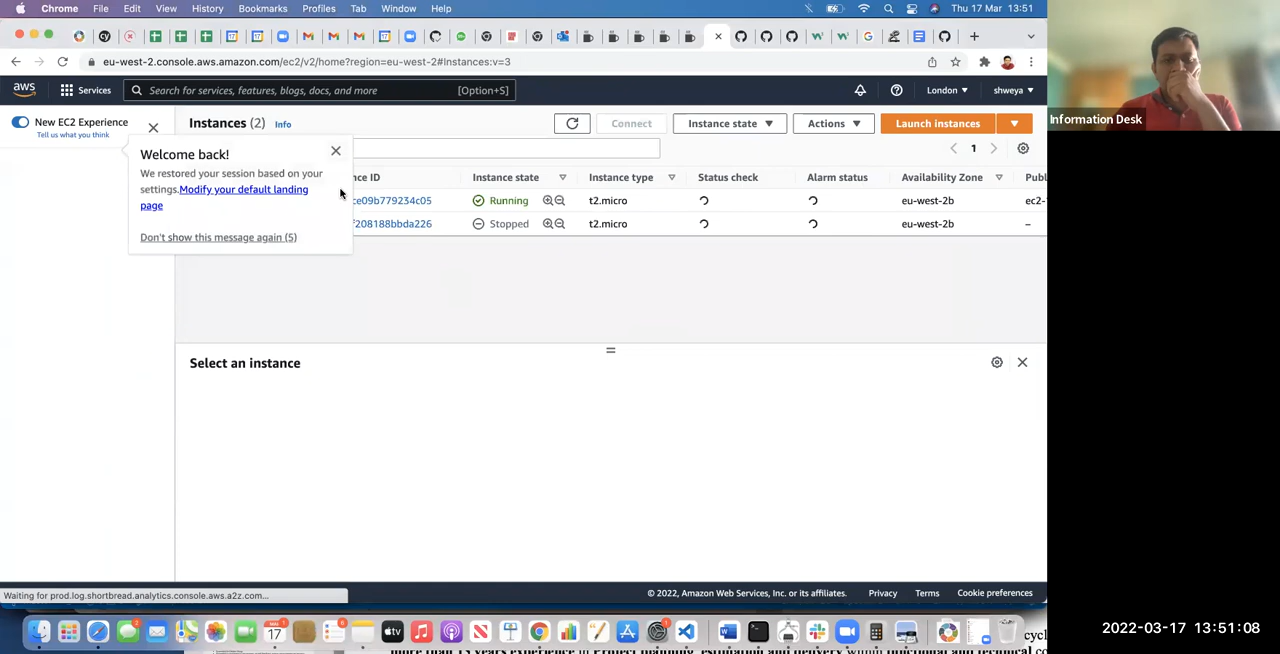 Chrome File Edit View History Bookmarks Profiles Tab Window Help Thu 17 Mar 13:51
eu-west-2.console.aws.amazon.com/ec2/v2/home?region=eu-west-2#instances:v=3
aws Services Search for services, features, blogs, docs, and more [Option+S] London ▼ shweya ▼
New EC2 Experience
Tell us what you think
Instances (2) Info
Connect Instance state ▼ Actions ▼ Launch instances ▼
Welcome back!
We restored your session based on your
settings.Modify your default landing
page
Don't show this message again (5)
1
nce ID Instance state Instance type Status check Alarm status Availability Zone Publ
ce09b779234c05 Running t2.micro eu-west-2b ec2-
f208188bbda226 Stopped t2.micro eu-west-2b –
Select an instance
Waiting for prod.log.shortbread.analytics.console.aws.a2z.com...
© 2022, Amazon Web Services, Inc. or its affiliates. Privacy Terms Cookie preferences
Information Desk
2022-03-17 13:51:08